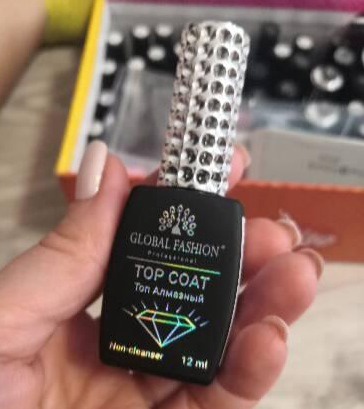 GLOBAL FASHION®
Professional
TOP COAT
Топ Алмазный
Non-cleanser
12 ml